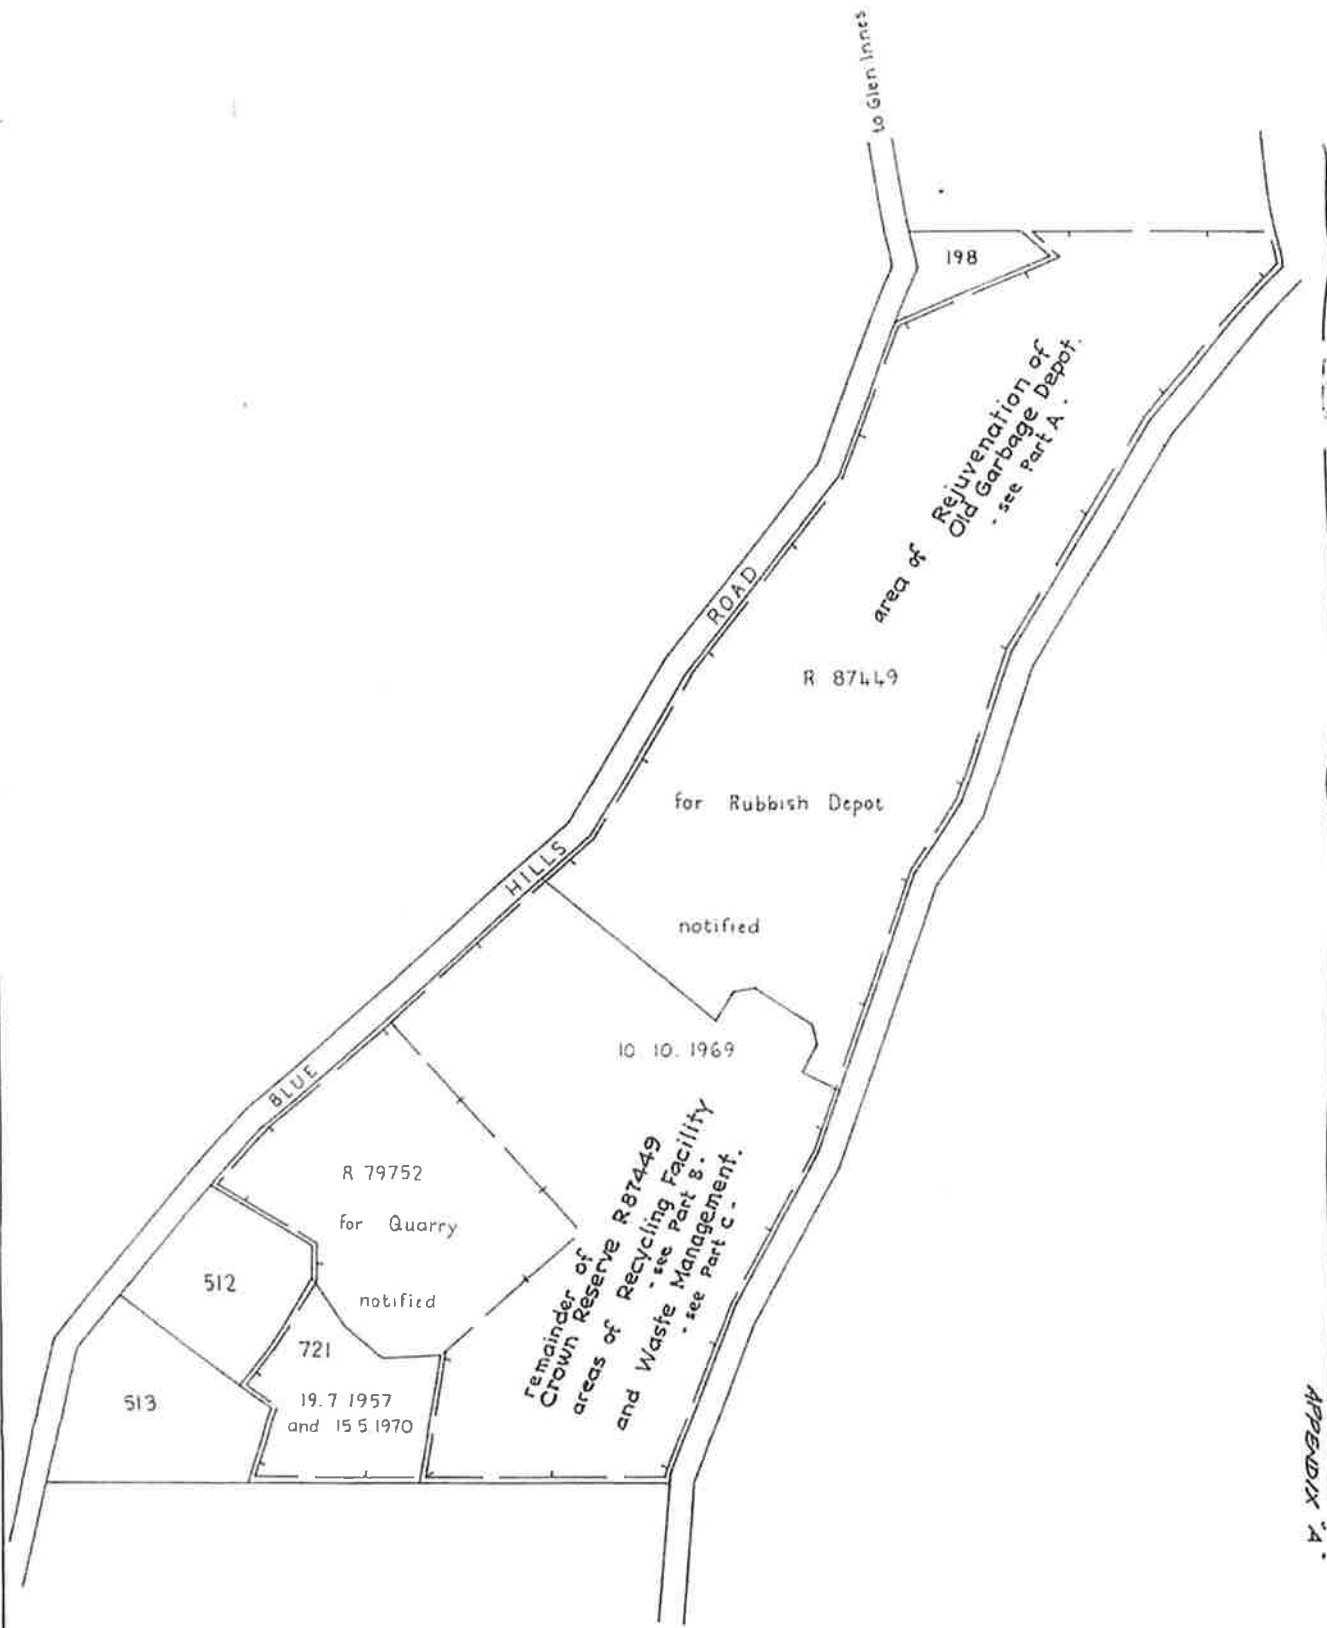 to Glen Innes
198
area of Rejuvenation of
Old Garbage Depot.
- see Part A -
ROAD
R 87449
for Rubbish Depot
HILLS
notified
10 10. 1969
BLUE
R 79752
for Quarry
notified
remainder of
Crown Reserve R87449
areas of Recycling Facility
- see Part B -
and Waste Management.
- see Part C -
512
721
513
19. 7 1957
and 15 5 1970
APPENDIX "A"